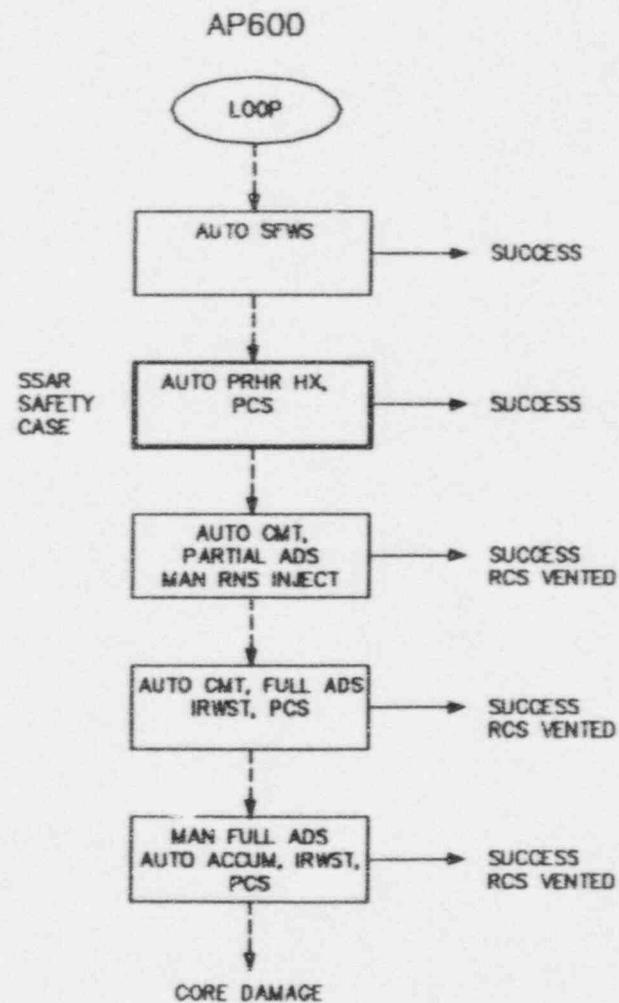 AP600
LOOP
AUTO SFWS
SUCCESS
SSAR
SAFETY
CASE
AUTO PRHR HX,
PCS
SUCCESS
AUTO CMT,
PARTIAL ADS
MAN RNS INJECT
SUCCESS
RCS VENTED
AUTO CMT, FULL ADS
IRWST, PCS
SUCCESS
RCS VENTED
MAN FULL ADS
AUTO ACCUM, IRWST,
PCS
SUCCESS
RCS VENTED
CORE DAMAGE